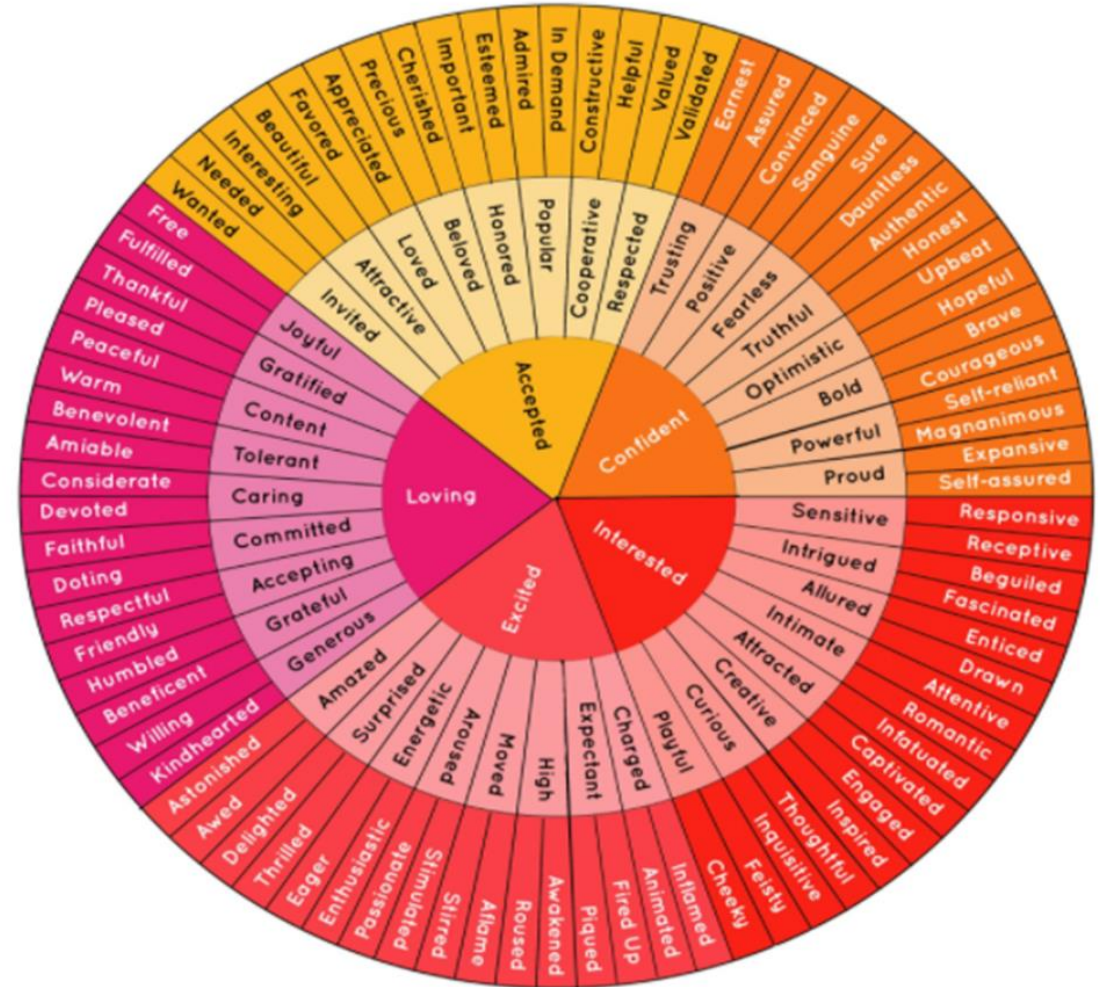 Accepted
Confident
Interested
Excited
Loving
Invited
Attractive
Loved
Beloved
Honored
Popular
Cooperative
Respected
Trusting
Positive
Fearless
Truthful
Optimistic
Bold
Powerful
Proud
Sensitive
Intrigued
Allured
Intimate
Attracted
Creative
Curious
Playful
Charged
Expectant
High
Moved
Aroused
Energetic
Surprised
Amazed
Generous
Grateful
Accepting
Committed
Caring
Tolerant
Content
Gratified
Joyful
Wanted
Needed
Interesting
Beautiful
Favored
Appreciated
Precious
Cherished
Important
Esteemed
Admired
In Demand
Constructive
Helpful
Valued
Validated
Earnest
Assured
Convinced
Sanguine
Sure
Dauntless
Authentic
Honest
Upbeat
Hopeful
Brave
Courageous
Self-reliant
Magnanimous
Expansive
Self-assured
Responsive
Receptive
Beguiled
Fascinated
Enticed
Drawn
Attentive
Romantic
Infatuated
Captivated
Engaged
Inspired
Thoughtful
Inquisitive
Feisty
Cheeky
Inflamed
Animated
Fired Up
Piqued
Awakened
Roused
Aflame
Stirred
Stimulated
Passionate
Enthusiastic
Eager
Thrilled
Delighted
Awed
Astonished
Kindhearted
Willing
Beneficent
Humbled
Friendly
Respectful
Doting
Faithful
Devoted
Considerate
Amiable
Benevolent
Warm
Peaceful
Pleased
Thankful
Fulfilled
Free